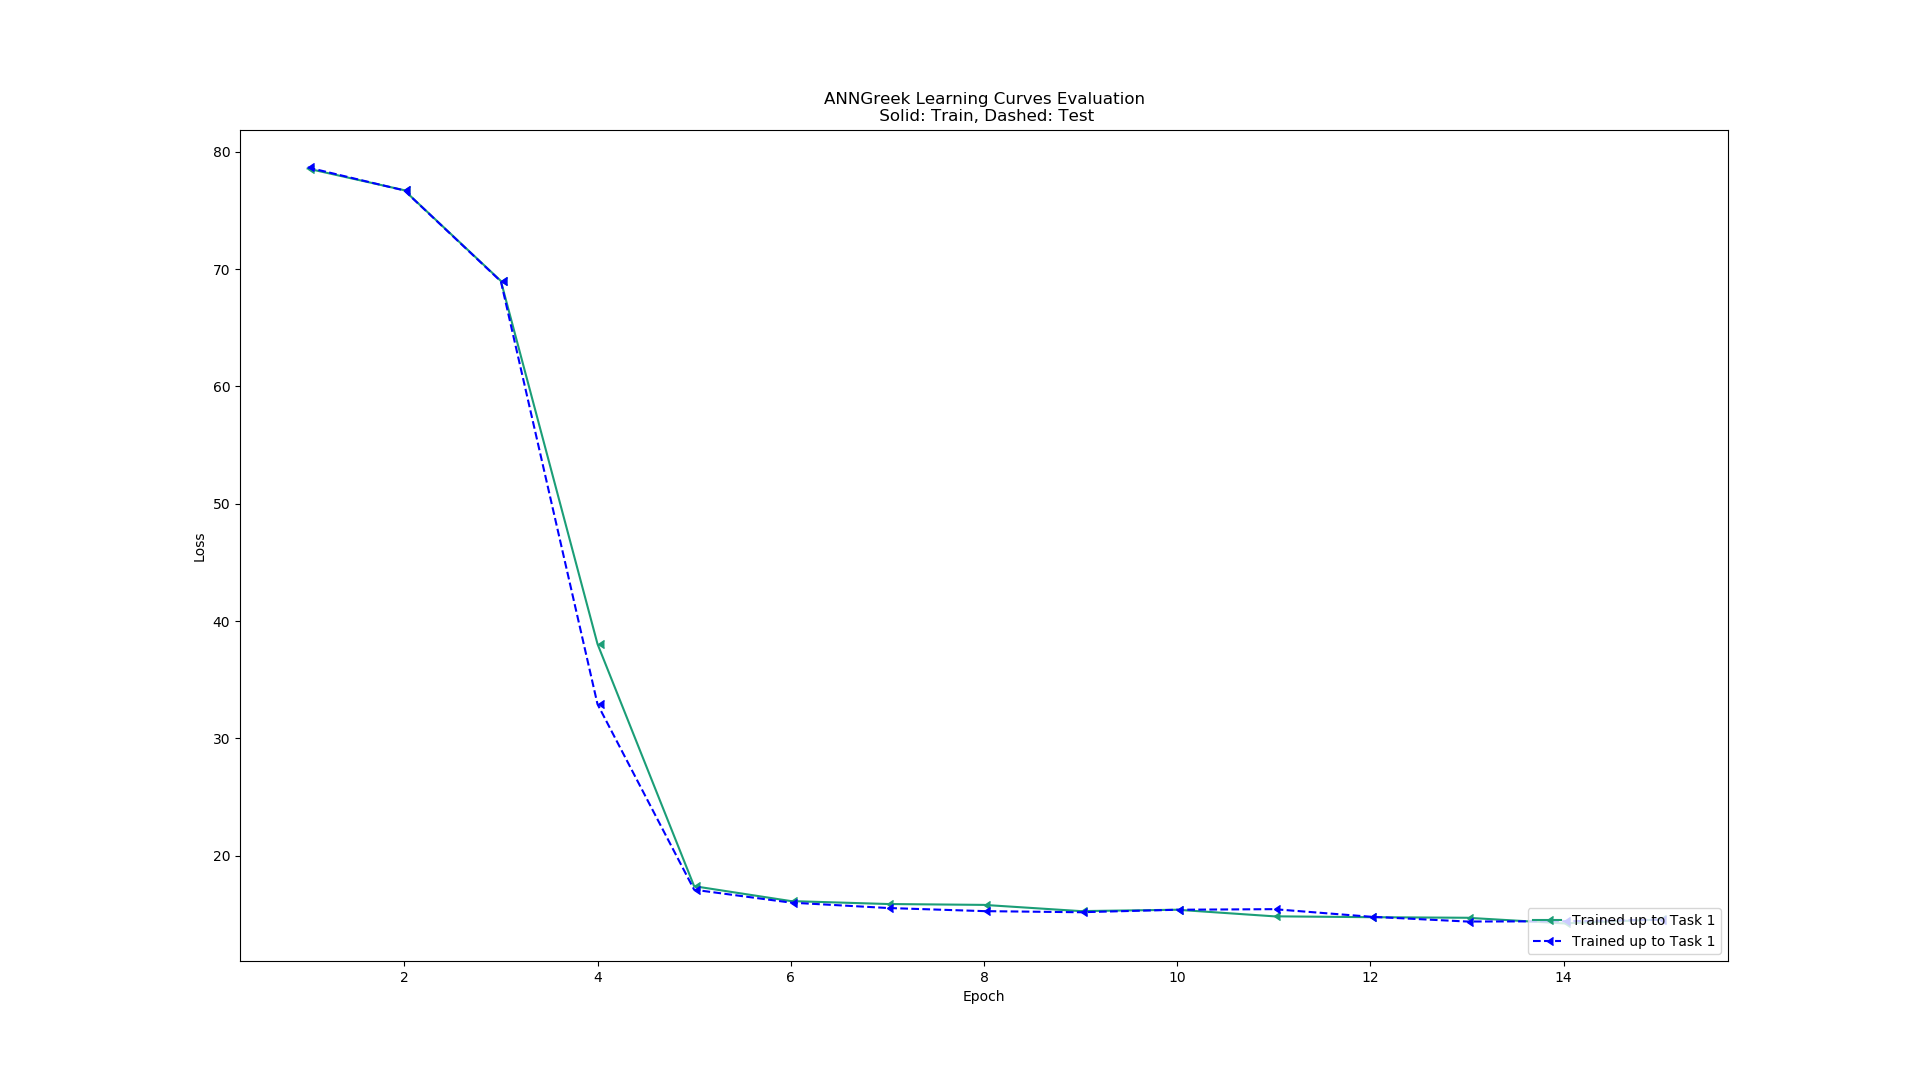 ANNGreek Learning Curves Evaluation
Solid: Train, Dashed: Test
80
70
60
50
40
30
20
Loss
2
4
6
8
10
12
14
Epoch
Trained up to Task 1
Trained up to Task 1